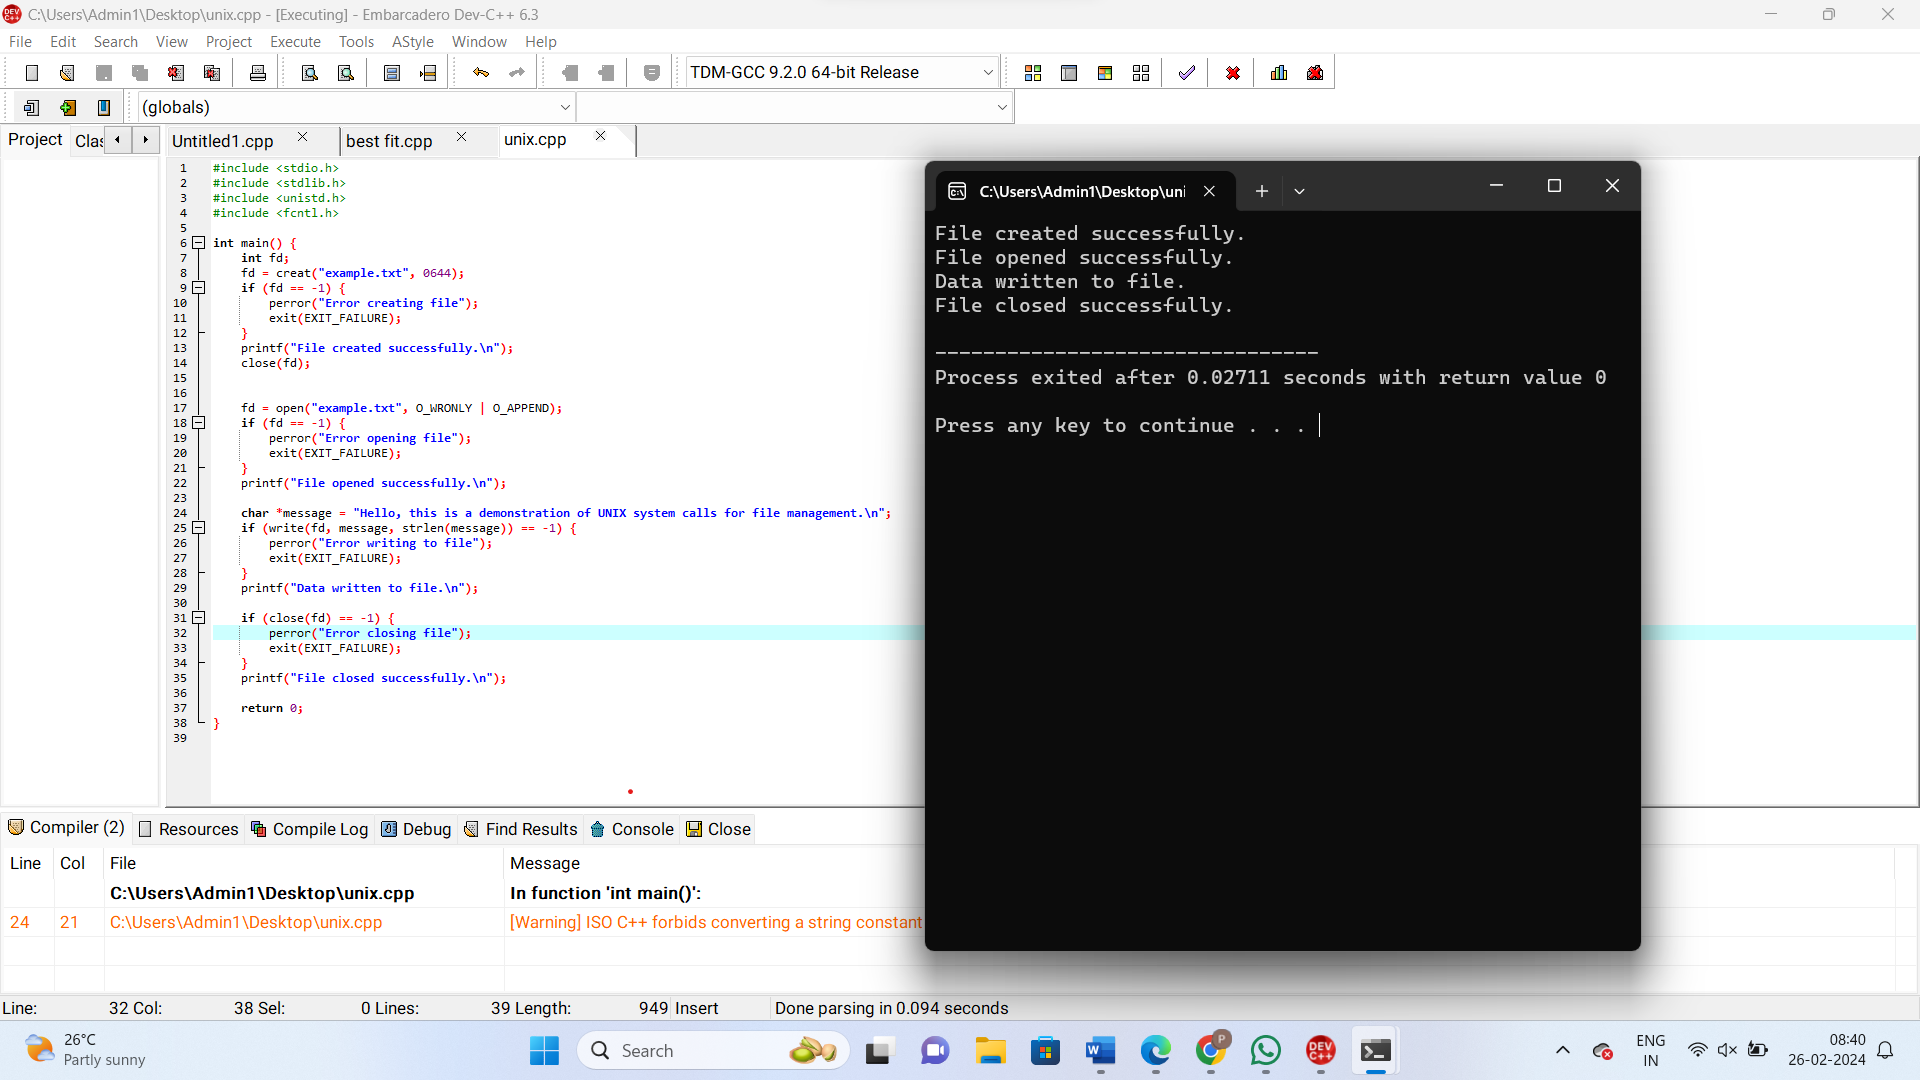 C:\Users\Admin1\Desktop\unix.cpp - [Executing] - Embarcadero Dev-C++ 6.3
File Edit Search View Project Execute Tools AStyle Window Help
TDM-GCC 9.2.0 64-bit Release
(globals)
Project Clas Untitled1.cpp best fit.cpp unix.cpp
1 #include <stdio.h>
2 #include <stdlib.h>
3 #include <unistd.h>
4 #include <fcntl.h>
5
6 int main() {
7 int fd;
8 fd = creat("example.txt", 0644);
9 if (fd == -1) {
10 perror("Error creating file");
11 exit(EXIT_FAILURE);
12 }
13 printf("File created successfully.\n");
14 close(fd);
15
16
17 fd = open("example.txt", O_WRONLY | O_APPEND);
18 if (fd == -1) {
19 perror("Error opening file");
20 exit(EXIT_FAILURE);
21 }
22 printf("File opened successfully.\n");
23
24 char *message = "Hello, this is a demonstration of UNIX system calls for file management.\n";
25 if (write(fd, message, strlen(message)) == -1) {
26 perror("Error writing to file");
27 exit(EXIT_FAILURE);
28 }
29 printf("Data written to file.\n");
30
31 if (close(fd) == -1) {
32 perror("Error closing file");
33 exit(EXIT_FAILURE);
34 }
35 printf("File closed successfully.\n");
36
37 return 0;
38 }
39
C:\Users\Admin1\Desktop\uni
File created successfully.
File opened successfully.
Data written to file.
File closed successfully.
--------------------------------
Process exited after 0.02711 seconds with return value 0
Press any key to continue . . .
Compiler (2) Resources Compile Log Debug Find Results Console Close
Line Col File Message
C:\Users\Admin1\Desktop\unix.cpp In function 'int main()':
24 21 C:\Users\Admin1\Desktop\unix.cpp [Warning] ISO C++ forbids converting a string constant
Line: 32 Col: 38 Sel: 0 Lines: 39 Length: 949 Insert Done parsing in 0.094 seconds
26°C
Partly sunny
Search
DEV C++
ENG
IN
08:40
26-02-2024